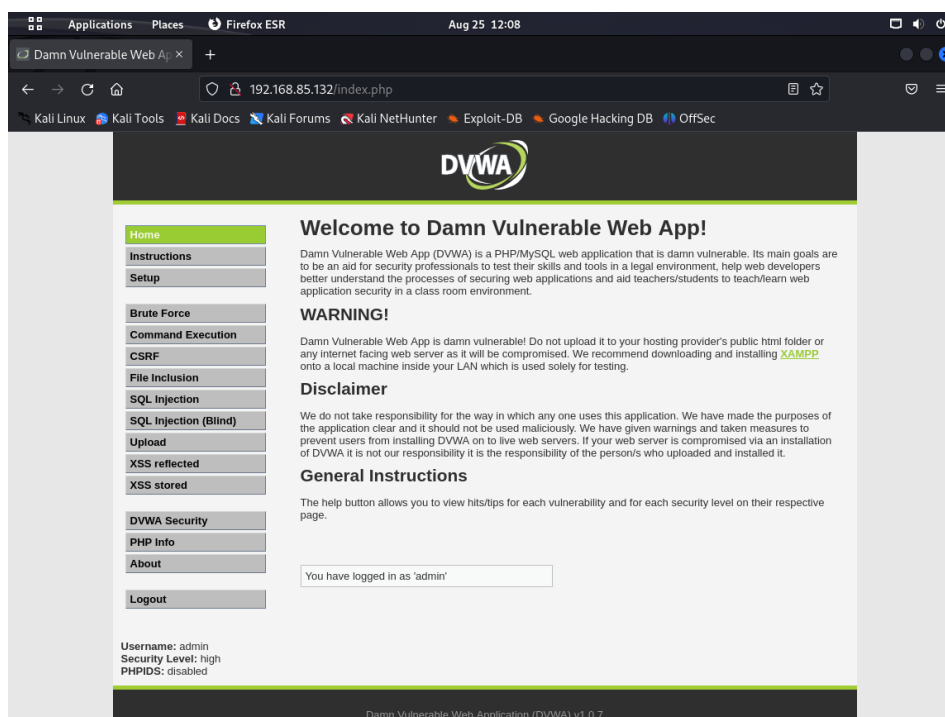 Applications Places Firefox ESR Aug 25 12:08
Damn Vulnerable Web Ap
192.168.85.132/index.php
Kali Linux Kali Tools Kali Docs Kali Forums Kali NetHunter Exploit-DB Google Hacking DB OffSec
DVWA
Home
Instructions
Setup
Brute Force
Command Execution
CSRF
File Inclusion
SQL Injection
SQL Injection (Blind)
Upload
XSS reflected
XSS stored
DVWA Security
PHP Info
About
Logout
Username: admin
Security Level: high
PHPIDS: disabled
Welcome to Damn Vulnerable Web App!
Damn Vulnerable Web App (DVWA) is a PHP/MySQL web application that is damn vulnerable. Its main goals are
to be an aid for security professionals to test their skills and tools in a legal environment, help web developers
better understand the processes of securing web applications and aid teachers/students to teach/learn web
application security in a class room environment.
WARNING!
Damn Vulnerable Web App is damn vulnerable! Do not upload it to your hosting provider's public html folder or
any internet facing web server as it will be compromised. We recommend downloading and installing XAMPP
onto a local machine inside your LAN which is used solely for testing.
Disclaimer
We do not take responsibility for the way in which any one uses this application. We have made the purposes of
the application clear and it should not be used maliciously. We have given warnings and taken measures to
prevent users from installing DVWA on to live web servers. If your web server is compromised via an installation
of DVWA it is not our responsibility it is the responsibility of the person/s who uploaded and installed it.
General Instructions
The help button allows you to view hits/tips for each vulnerability and for each security level on their respective
page.
You have logged in as 'admin'
Damn Vulnerable Web Application (DVWA) v1.0.7